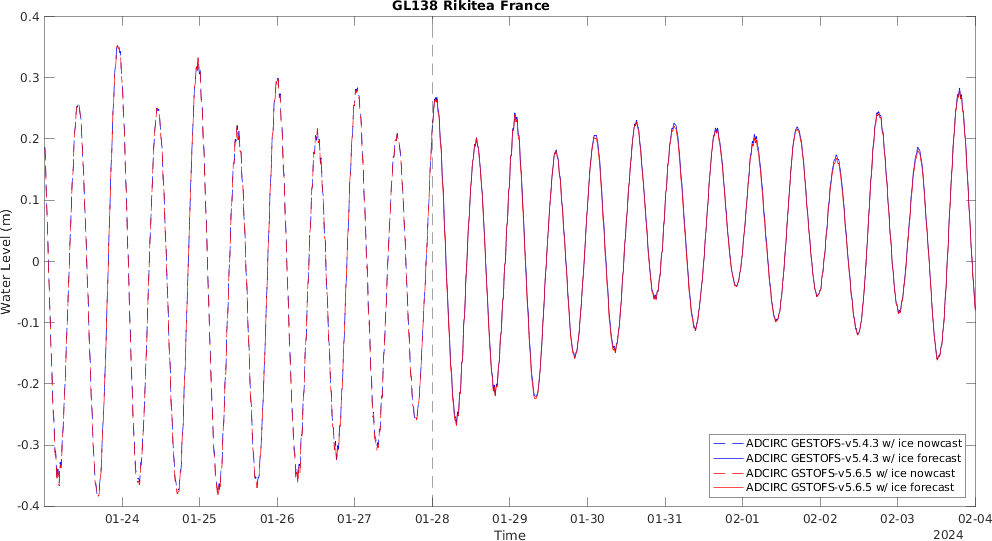 GL138 Rikitea France
0.4
0.3
0.2
0.1
0
-0.1
-0.2
-0.3
-0.4
Water Level (m)
01-24 01-25 01-26 01-27 01-28 01-29 01-30 01-31 02-01 02-02 02-03 02-04
Time
2024
ADCIRC GESTOFS-v5.4.3 w/ ice nowcast
ADCIRC GESTOFS-v5.4.3 w/ ice forecast
ADCIRC GSTOFS-v5.6.5 w/ ice nowcast
ADCIRC GSTOFS-v5.6.5 w/ ice forecast